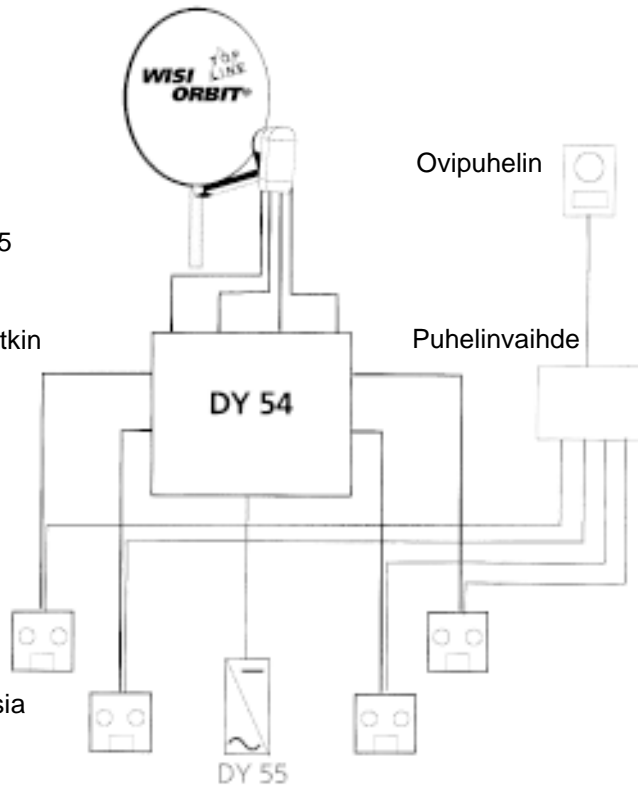 WISI TOP
LINE
ORBIT
Ovipuhelin
5
tkin
Puhelinvaihde
DY 54
sia
DY 55